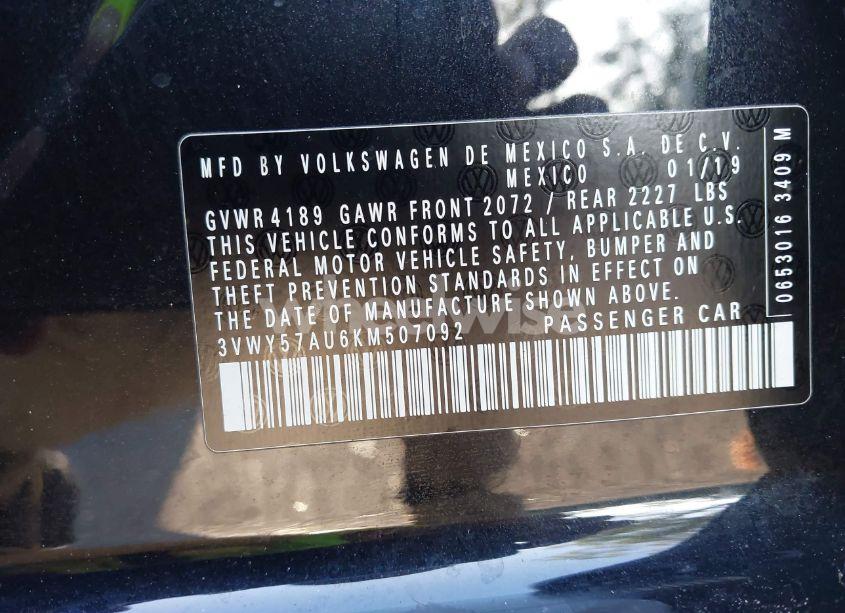 MFD BY VOLKSWAGEN DE MEXICO S.A. DE C.V.
MEXICO 01/19
GVWR 4189 GAWR FRONT 2072 / REAR 2227 LBS
THIS VEHICLE CONFORMS TO ALL APPLICABLE U.S.
FEDERAL MOTOR VEHICLE SAFETY, BUMPER AND
THEFT PREVENTION STANDARDS IN EFFECT ON
THE DATE OF MANUFACTURE SHOWN ABOVE.
3VWY57AU6KM507092 PASSENGER CAR
0653016 3409 M
Wheelwise